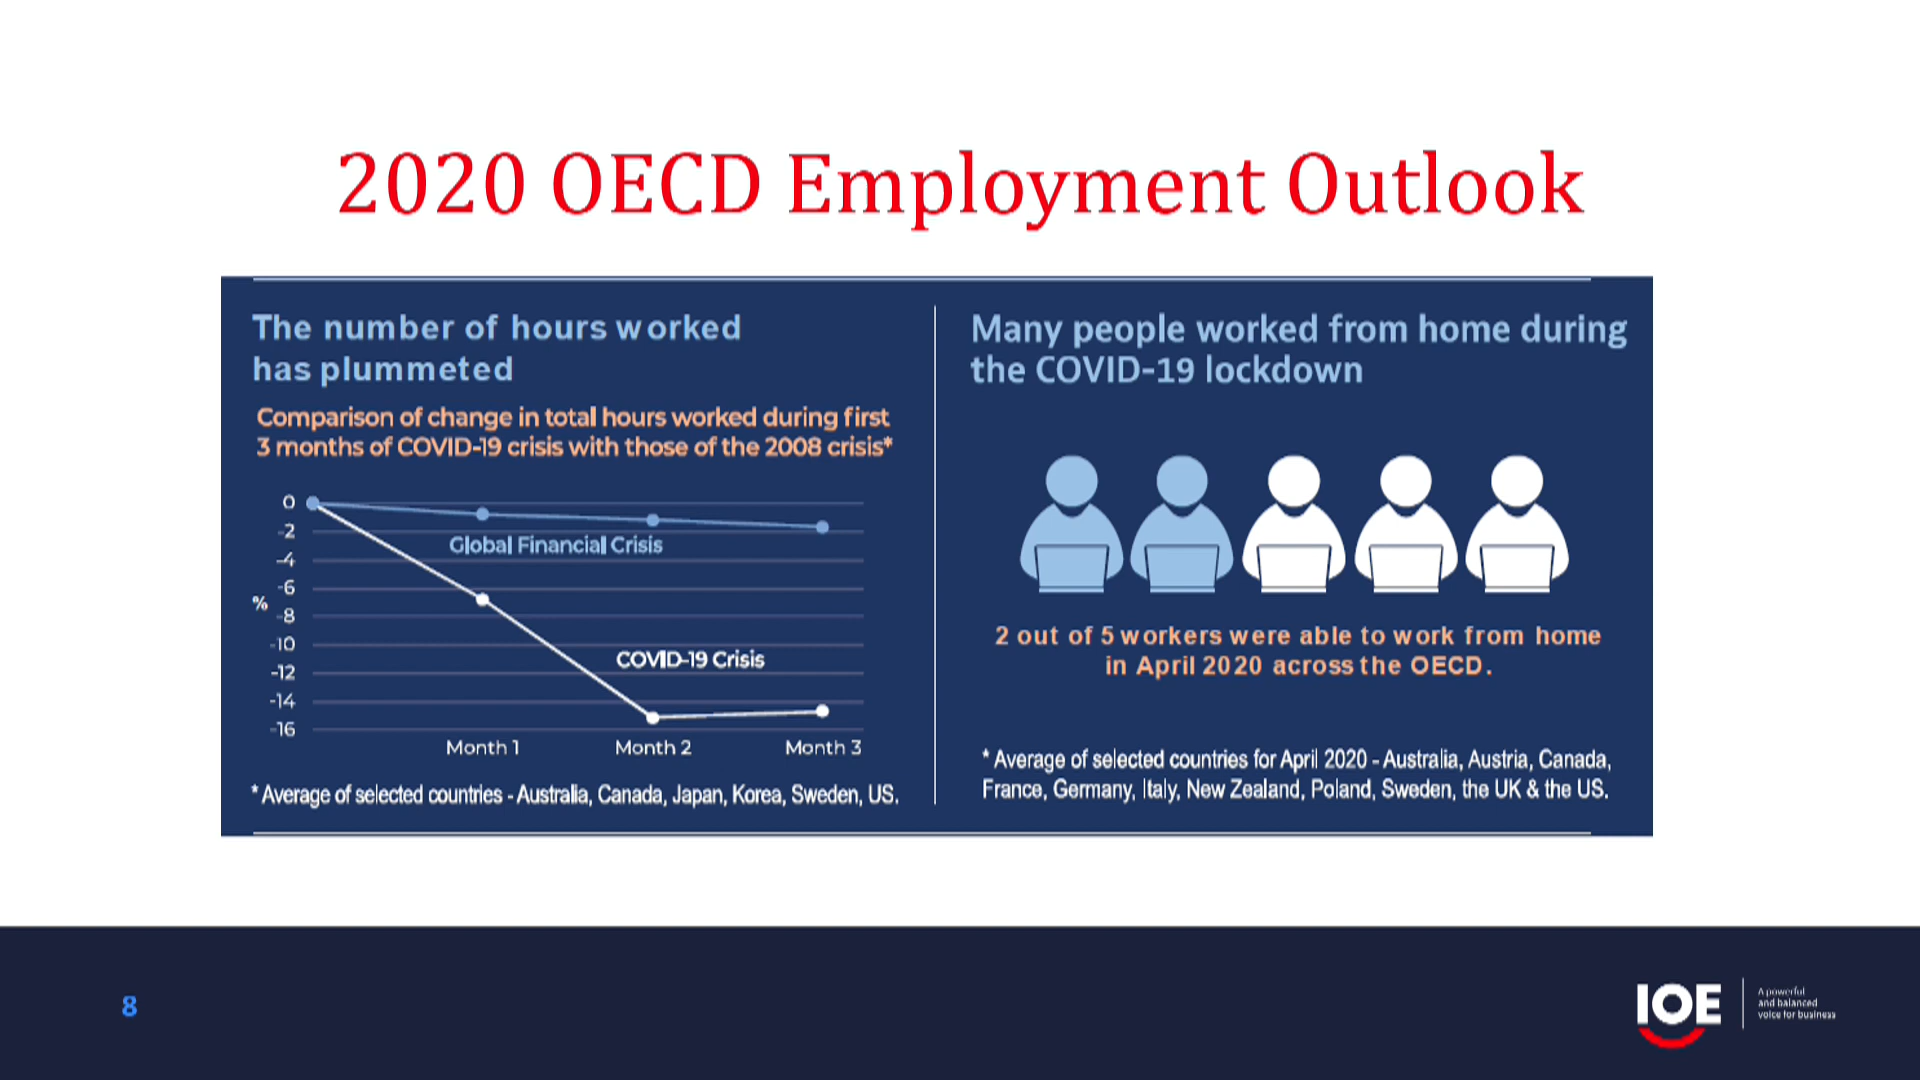 2020 OECD Employment Outlook
The number of hours worked
has plummeted
Comparison of change in total hours worked during first
3 months of COVID-19 crisis with those of the 2008 crisis*
0
-2
-4
-6
%
-8
-10
-12
-14
-16
Global Financial Crisis
COVID-19 Crisis
Month 1 Month 2 Month 3
* Average of selected countries - Australia, Canada, Japan, Korea, Sweden, US.
Many people worked from home during
the COVID-19 lockdown
2 out of 5 workers were able to work from home
in April 2020 across the OECD.
* Average of selected countries for April 2020 - Australia, Austria, Canada,
France, Germany, Italy, New Zealand, Poland, Sweden, the UK & the US.
8
IOE
A powerful
and balanced
voice for business